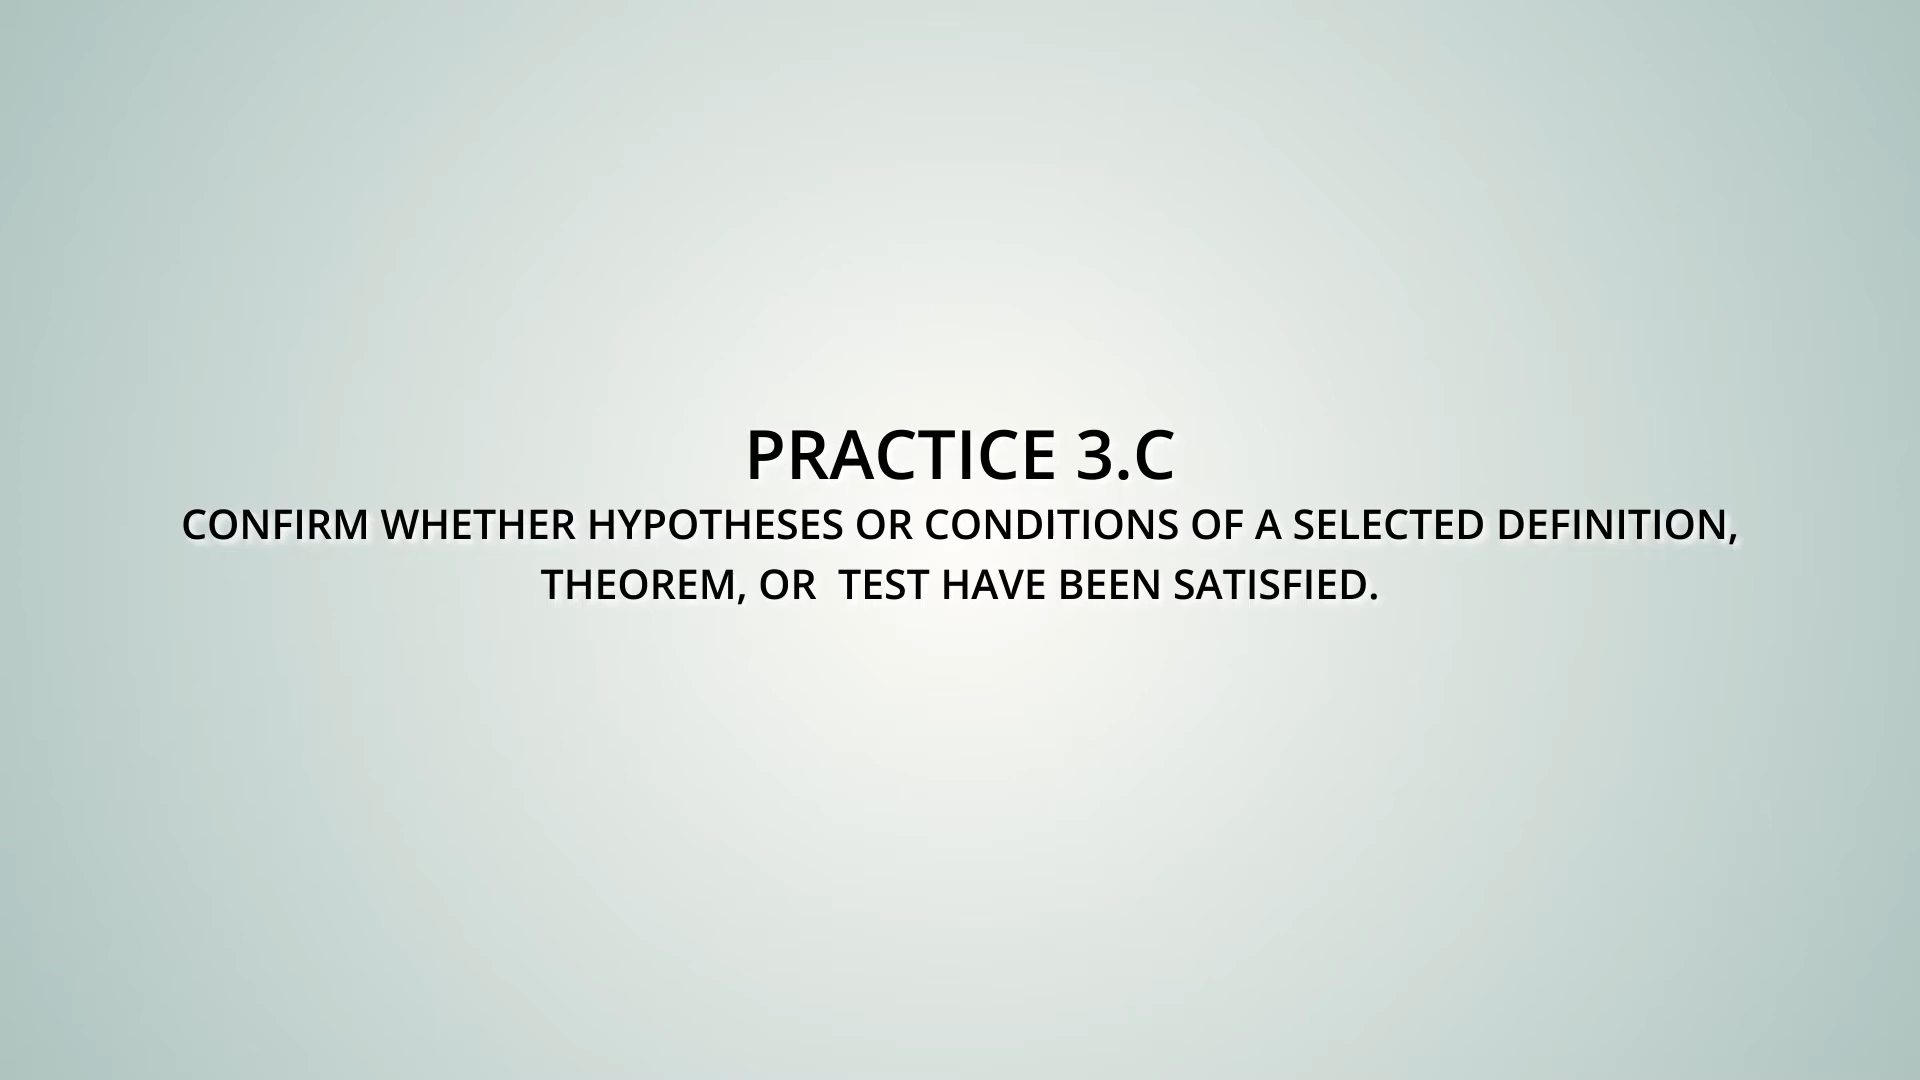 PRACTICE 3.C
CONFIRM WHETHER HYPOTHESES OR CONDITIONS OF A SELECTED DEFINITION,
THEOREM, OR  TEST HAVE BEEN SATISFIED.